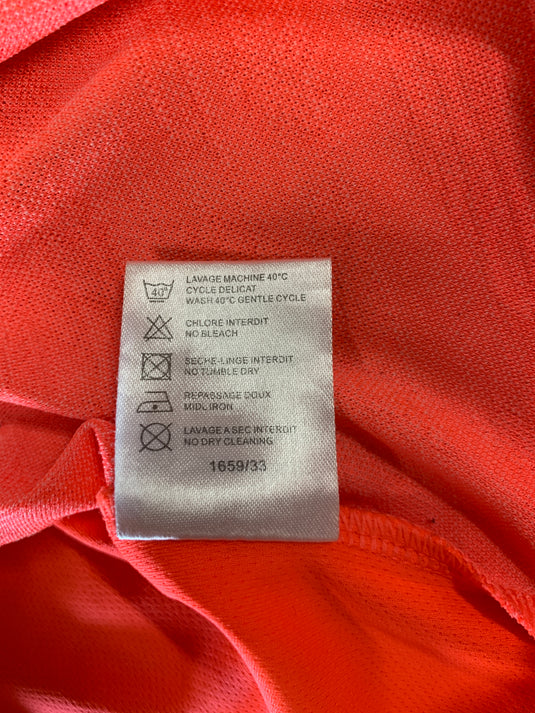 40°
LAVAGE MACHINE 40°C
CYCLE DELICAT
WASH 40°C GENTLE CYCLE
CHLORE INTERDIT
NO BLEACH
SECHE-LINGE INTERDIT
NO TUMBLE DRY
REPASSAGE DOUX
MIDL IRON
LAVAGE A SEC INTERDIT
NO DRY CLEANING
1659/33